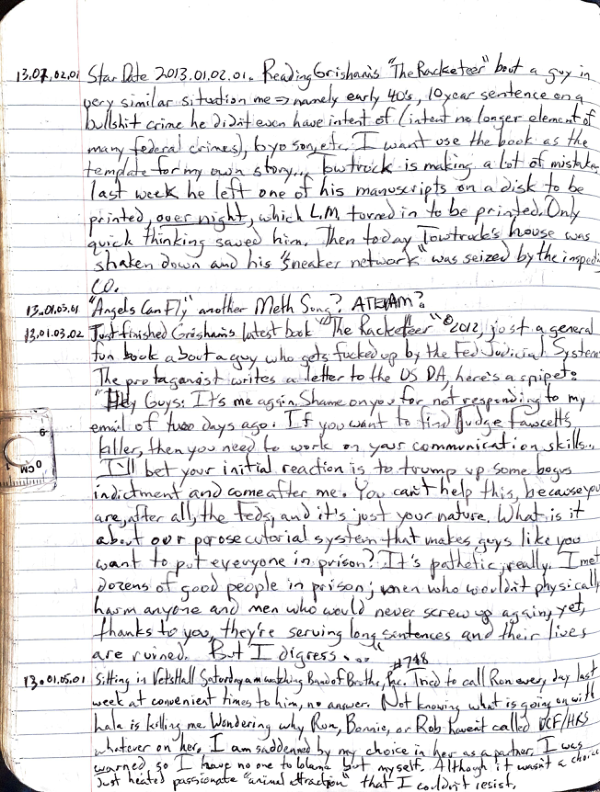 13.01.02.01 Star Date 2013.01.02.01. Reading Grisham's "The Racketeer" bout a guy in
very similar situation me => namely early 40's, 10 year sentence on a
bullshit crime he didn't even have intent of (intent no longer element of
many federal crimes), 6 yo son, etc. I want use the book as the
template for my own story... Towtruck is making a lot of mistakes
last week he left one of his manuscripts on a disk to be
printed, over night, which L.M turned in to be printed. Only
quick thinking saved him. Then today Towtruck's house was
shaken down and his "sneaker network" was seized by the
CO.
13.01.03.01 "Angels Can Fly" another Meth Song?
13.01.03.02 Just finished Grisham's latest book "The Racketeer" ©2012, just a general
fun book about a guy who gets fucked up by the Fed Judicial System
The protaganist writes a letter to the US DA, here's a snipet:
"Hey Guys: It's me again. Shame on you for not responding to my
email of two days ago. If you want to find Judge Fawcett's
killer, then you need to work on your communication skills...
I'll bet your initial reaction is to trump up some bogus
indictment and come after me. You can't help this, because you
are, after all, the feds, and it's just your nature. What is it
about our porosecutorial system that makes guys like you
want to put everyone in prison? It's pathetic, really. I met
dozens of good people in prison; men who wouldn't physically
harm anyone and men who would never screw up again, yet,
thanks to you, they're serving long sentences and their lives
are ruined. But I digress..."
#748
13.01.05.01 Sitting in Vets Hall Saturday am watching Band of Brothe, Inc. Tried to call Ron every day last
week at convenient times to him, no answer. Not knowing what is going on with
Lala is killing me. Wondering why Ron, Bonnie, or Rob haven't called DCF/HRS
whatever on her. I am saddened by my choice in her as a partner. I was
warned so I have no one to blame but myself. Although it wasn't a choice
Just heated passionate "animal attraction" that I couldn't resist.